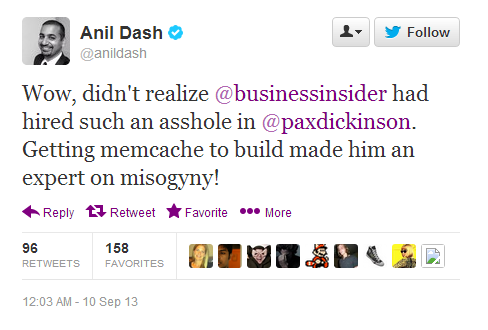 Anil Dash
@anildash
Follow
Wow, didn't realize @businessinsider had
hired such an asshole in @paxdickinson.
Getting memcache to build made him an
expert on misogyny!
Reply Retweet Favorite More
96 158
RETWEETS FAVORITES
12:03 AM - 10 Sep 13